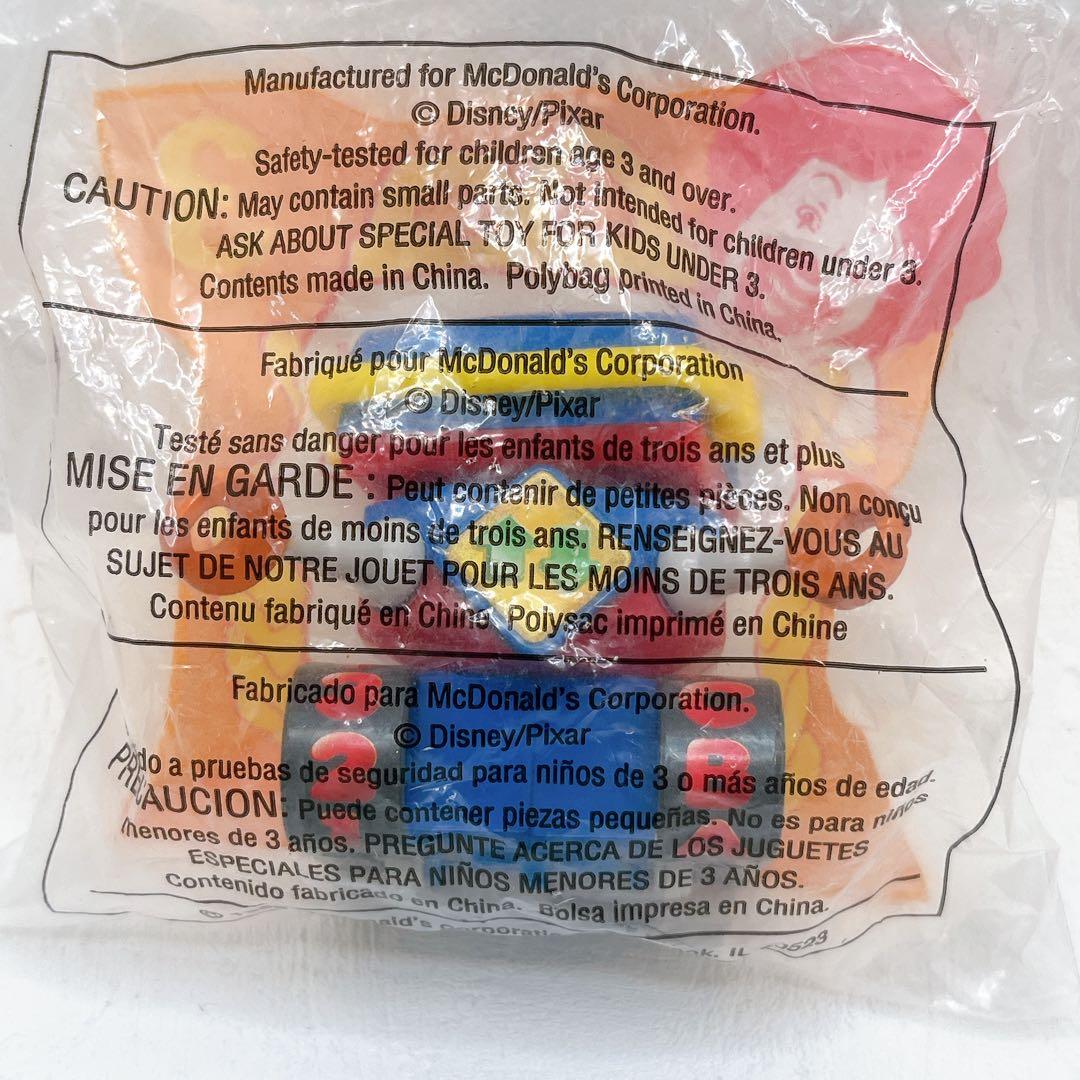 Manufactured for McDonald's Corporation.
© Disney/Pixar
Safety-tested for children age 3 and over.
CAUTION: May contain small parts. Not intended for children under 3.
ASK ABOUT SPECIAL TOY FOR KIDS UNDER 3.
Contents made in China. Polybag printed in China.
Fabriqué pour McDonald's Corporation
© Disney/Pixar
Testé sans danger pour les enfants de trois ans et plus
MISE EN GARDE : Peut contenir de petites pièces. Non conçu
pour les enfants de moins de trois ans. RENSEIGNEZ-VOUS AU
SUJET DE NOTRE JOUET POUR LES MOINS DE TROIS ANS.
Contenu fabriqué en Chine Polysac imprimé en Chine
Fabricado para McDonald's Corporation.
© Disney/Pixar
a pruebas de seguridad para niños de 3 o más años de edad.
PRECAUCION: Puede contener piezas pequeñas. No es para niños
menores de 3 años. PREGUNTE ACERCA DE LOS JUGUETES
ESPECIALES PARA NIÑOS MENORES DE 3 AÑOS.
Contenido fabricado en China. Bolsa impresa en China.
IL